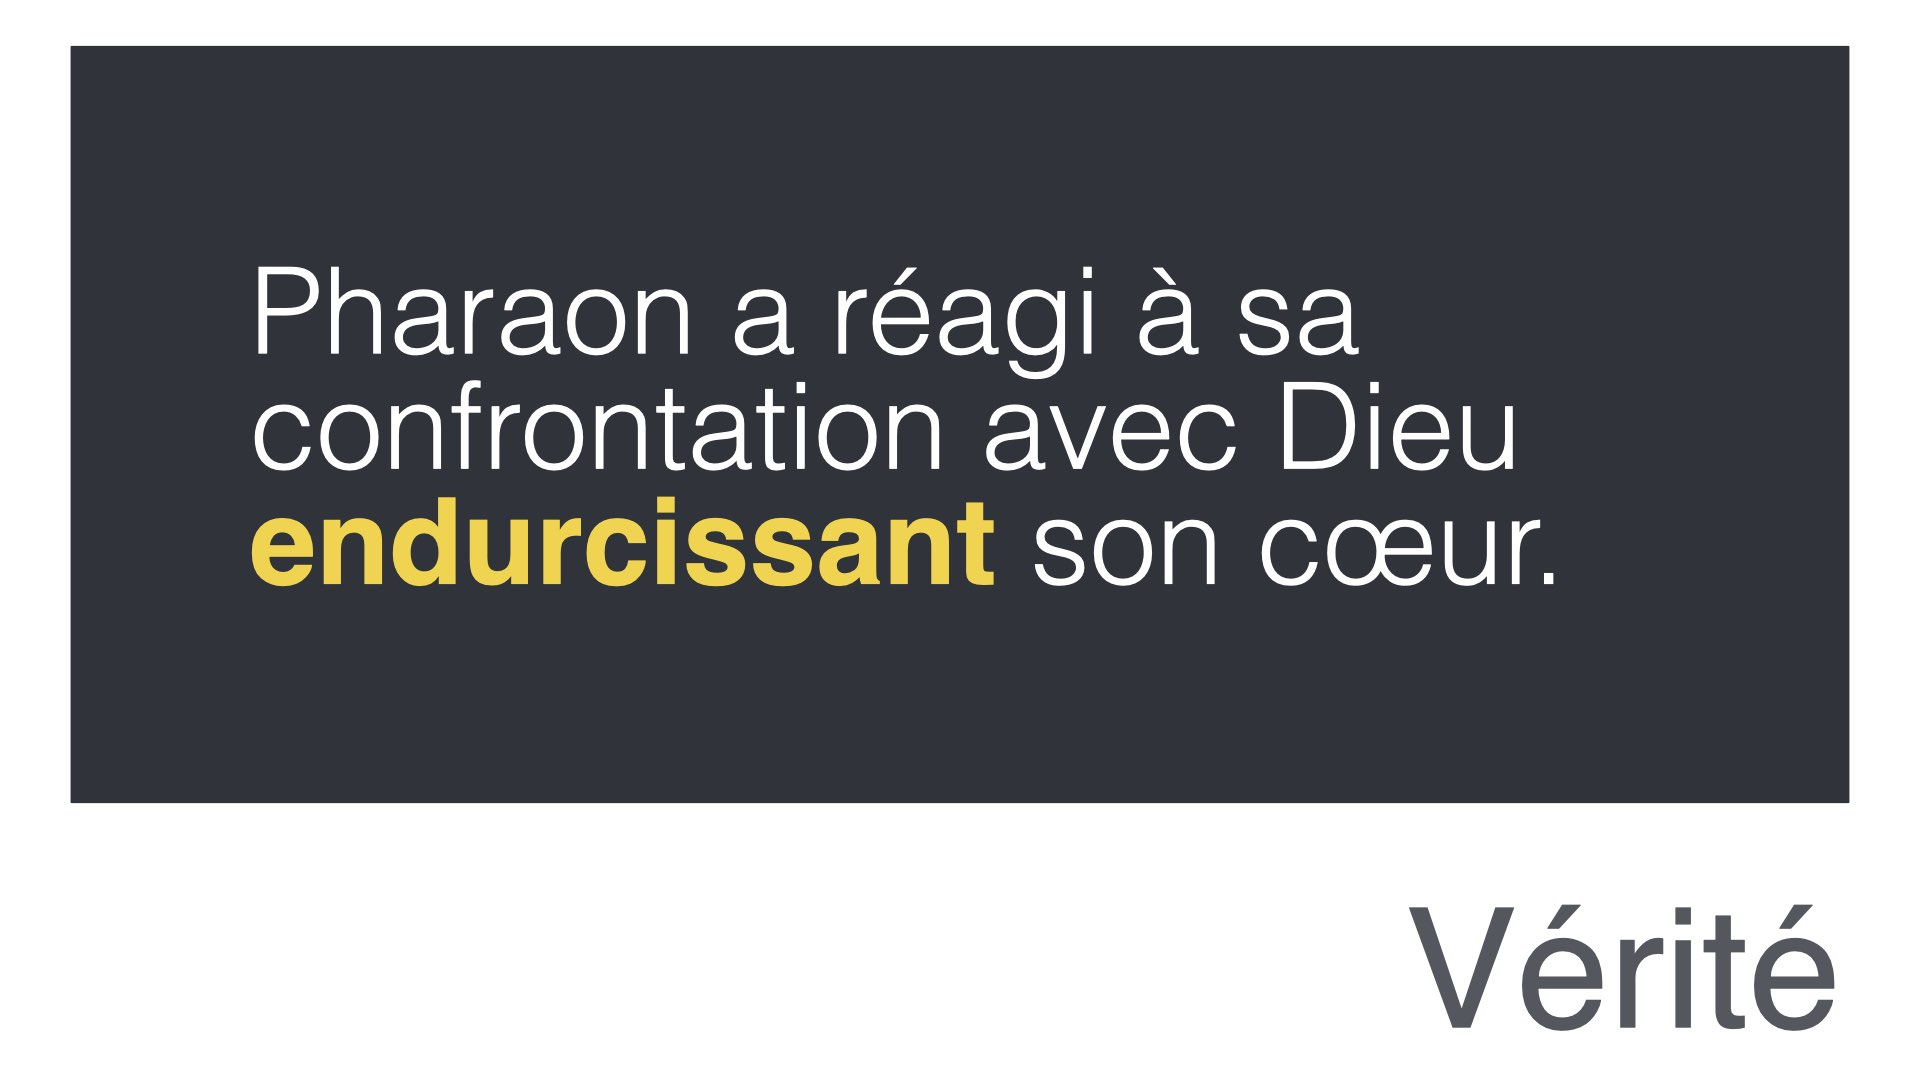 Pharaon a réagi à sa
confrontation avec Dieu
endurcissant son cœur.
Vérité